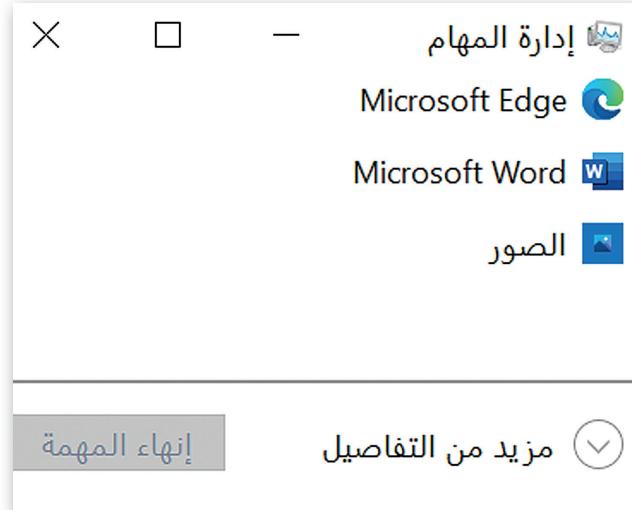 إدارة المهام
Microsoft Edge
Microsoft Word
الصور
مزيد من التفاصيل
إنهاء المهمة